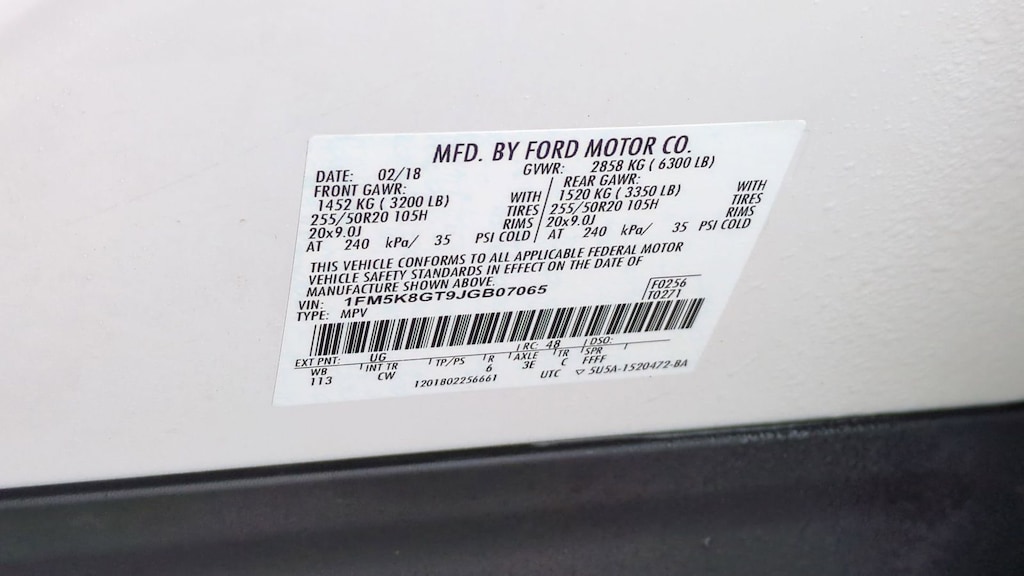 MFD. BY FORD MOTOR CO.
DATE: 02/18 GVWR: 2858 KG ( 6300 LB)
FRONT GAWR: REAR GAWR:
1452 KG ( 3200 LB) WITH 1520 KG ( 3350 LB) WITH
255/50R20 105H TIRES 255/50R20 105H TIRES
20x9.0J RIMS 20x9.0J RIMS
AT 240 kPa/ 35 PSI COLD AT 240 kPa/ 35 PSI COLD
THIS VEHICLE CONFORMS TO ALL APPLICABLE FEDERAL MOTOR
VEHICLE SAFETY STANDARDS IN EFFECT ON THE DATE OF
MANUFACTURE SHOWN ABOVE.
VIN: 1FM5K8GT9JGB07065 F0256
TYPE: MPV T0271
EXT PNT: UG RC: 48 DSO:
WB INT TR TP/PS R AXLE TR SPR
113 CW 6 3E C FFFF
1201802256661 UTC ▽ 5U5A-1520472-BA